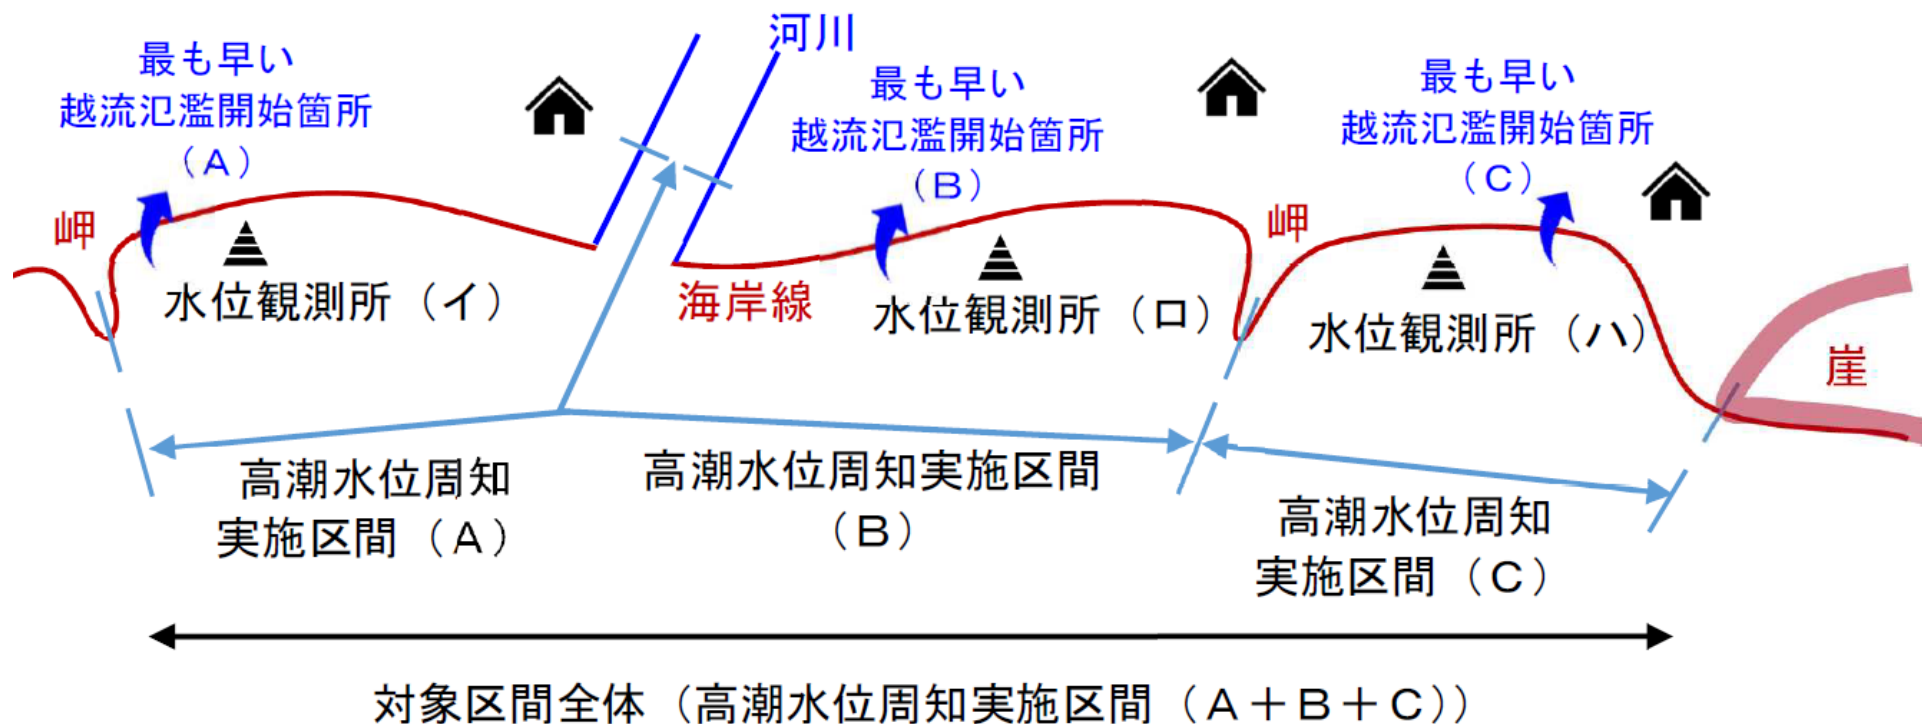 河川
最も早い
越流氾濫開始箇所
（Ａ）
最も早い
越流氾濫開始箇所
（Ｂ）
最も早い
越流氾濫開始箇所
（Ｃ）
岬
岬
水位観測所（イ）
海岸線
水位観測所（ロ）
水位観測所（ハ）
崖
高潮水位周知
実施区間（Ａ）
高潮水位周知実施区間
（Ｂ）
高潮水位周知
実施区間（Ｃ）
対象区間全体（高潮水位周知実施区間（Ａ＋Ｂ＋Ｃ））